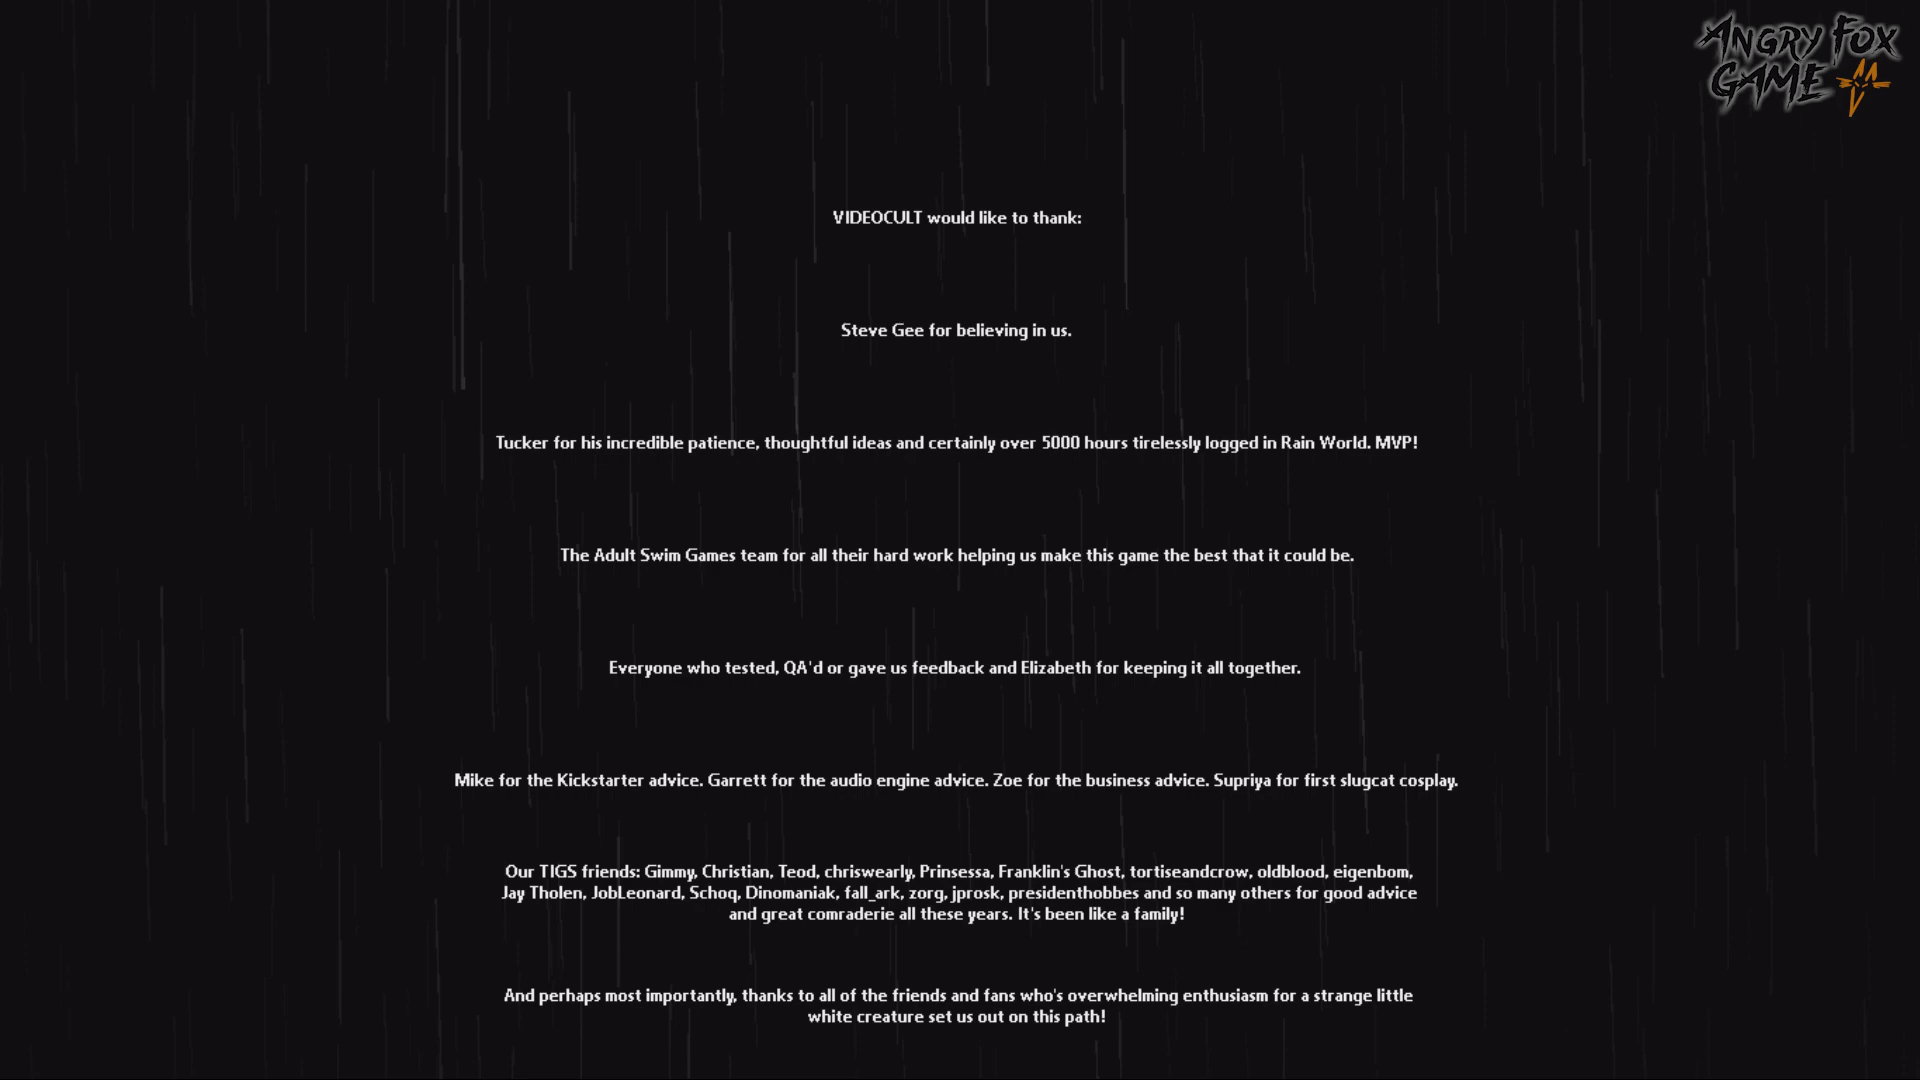 ANGRY FOX
GAME
VIDEOCULT would like to thank:
Steve Gee for believing in us.
Tucker for his incredible patience, thoughtful ideas and certainly over 5000 hours tirelessly logged in Rain World. MVP!
The Adult Swim Games team for all their hard work helping us make this game the best that it could be.
Everyone who tested, QA'd or gave us feedback and Elizabeth for keeping it all together.
Mike for the Kickstarter advice. Garrett for the audio engine advice. Zoe for the business advice. Supriya for first slugcat cosplay.
Our TIGS friends: Gimmy, Christian, Teod, chriswearly, Prinsessa, Franklin's Ghost, tortiseandcrow, oldblood, eigenbom,
Jay Tholen, JobLeonard, Schoq, Dinomaniak, fall_ark, zorg, jprosk, presidenthobbes and so many others for good advice
and great comraderie all these years. It's been like a family!
And perhaps most importantly, thanks to all of the friends and fans who's overwhelming enthusiasm for a strange little
white creature set us out on this path!